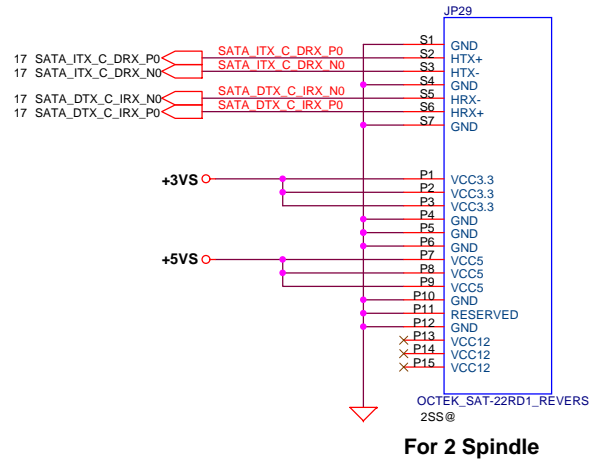 JP29
17 SATA_ITX_C_DRX_P0 SATA_ITX_C_DRX_P0
17 SATA_ITX_C_DRX_N0 SATA_ITX_C_DRX_N0
17 SATA_DTX_C_IRX_N0 SATA_DTX_C_IRX_N0
17 SATA_DTX_C_IRX_P0 SATA_DTX_C_IRX_P0
S1 GND
S2 HTX+
S3 HTX-
S4 GND
S5 HRX-
S6 HRX+
S7 GND
+3VS
P1 VCC3.3
P2 VCC3.3
P3 VCC3.3
P4 GND
P5 GND
P6 GND
+5VS
P7 VCC5
P8 VCC5
P9 VCC5
P10 GND
P11 RESERVED
P12 GND
P13 VCC12
P14 VCC12
P15 VCC12
OCTEK_SAT-22RD1_REVERS
2SS@
For 2 Spindle